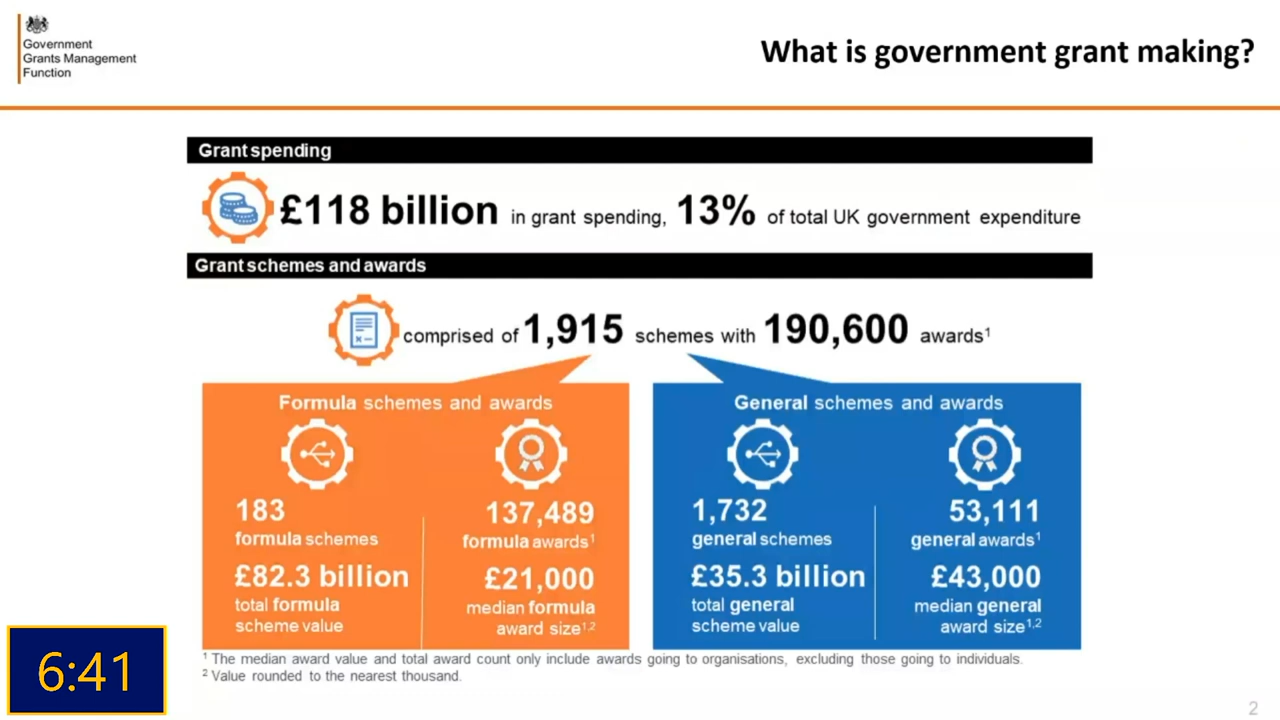 Government
Grants Management
Function
What is government grant making?
Grant spending
£118 billion in grant spending, 13% of total UK government expenditure
Grant schemes and awards
comprised of 1,915 schemes with 190,600 awards¹
Formula schemes and awards
183
formula schemes
£82.3 billion
total formula
scheme value
137,489
formula awards¹
£21,000
median formula
award size¹,²
General schemes and awards
1,732
general schemes
£35.3 billion
total general
scheme value
53,111
general awards¹
£43,000
median general
award size¹,²
¹ The median award value and total award count only include awards going to organisations, excluding those going to individuals.
² Value rounded to the nearest thousand.
6:41
2